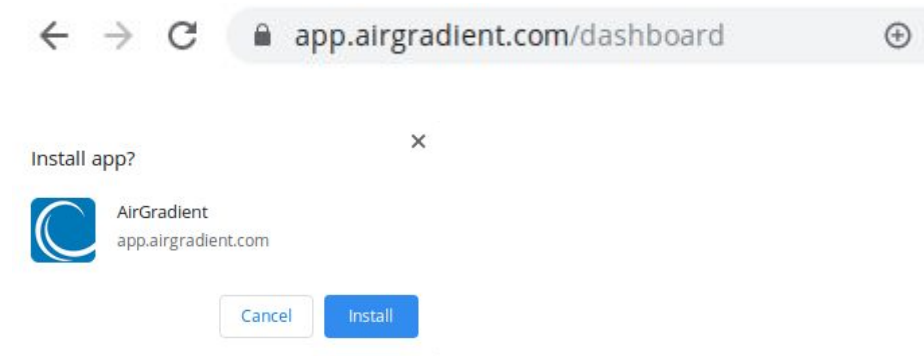 app.airgradient.com/dashboard
Install app?
AirGradient
app.airgradient.com
Cancel
Install